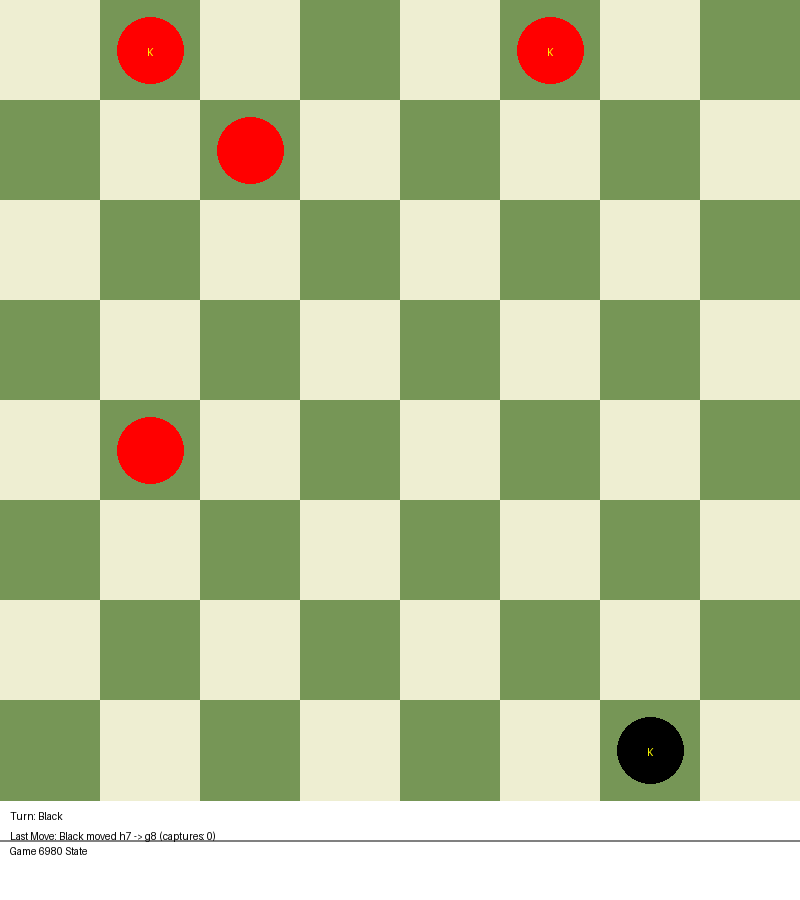 K
K
K
Turn: Black
Last Move: Black moved h7 -> g8 (captures: 0)
Game 6980 State